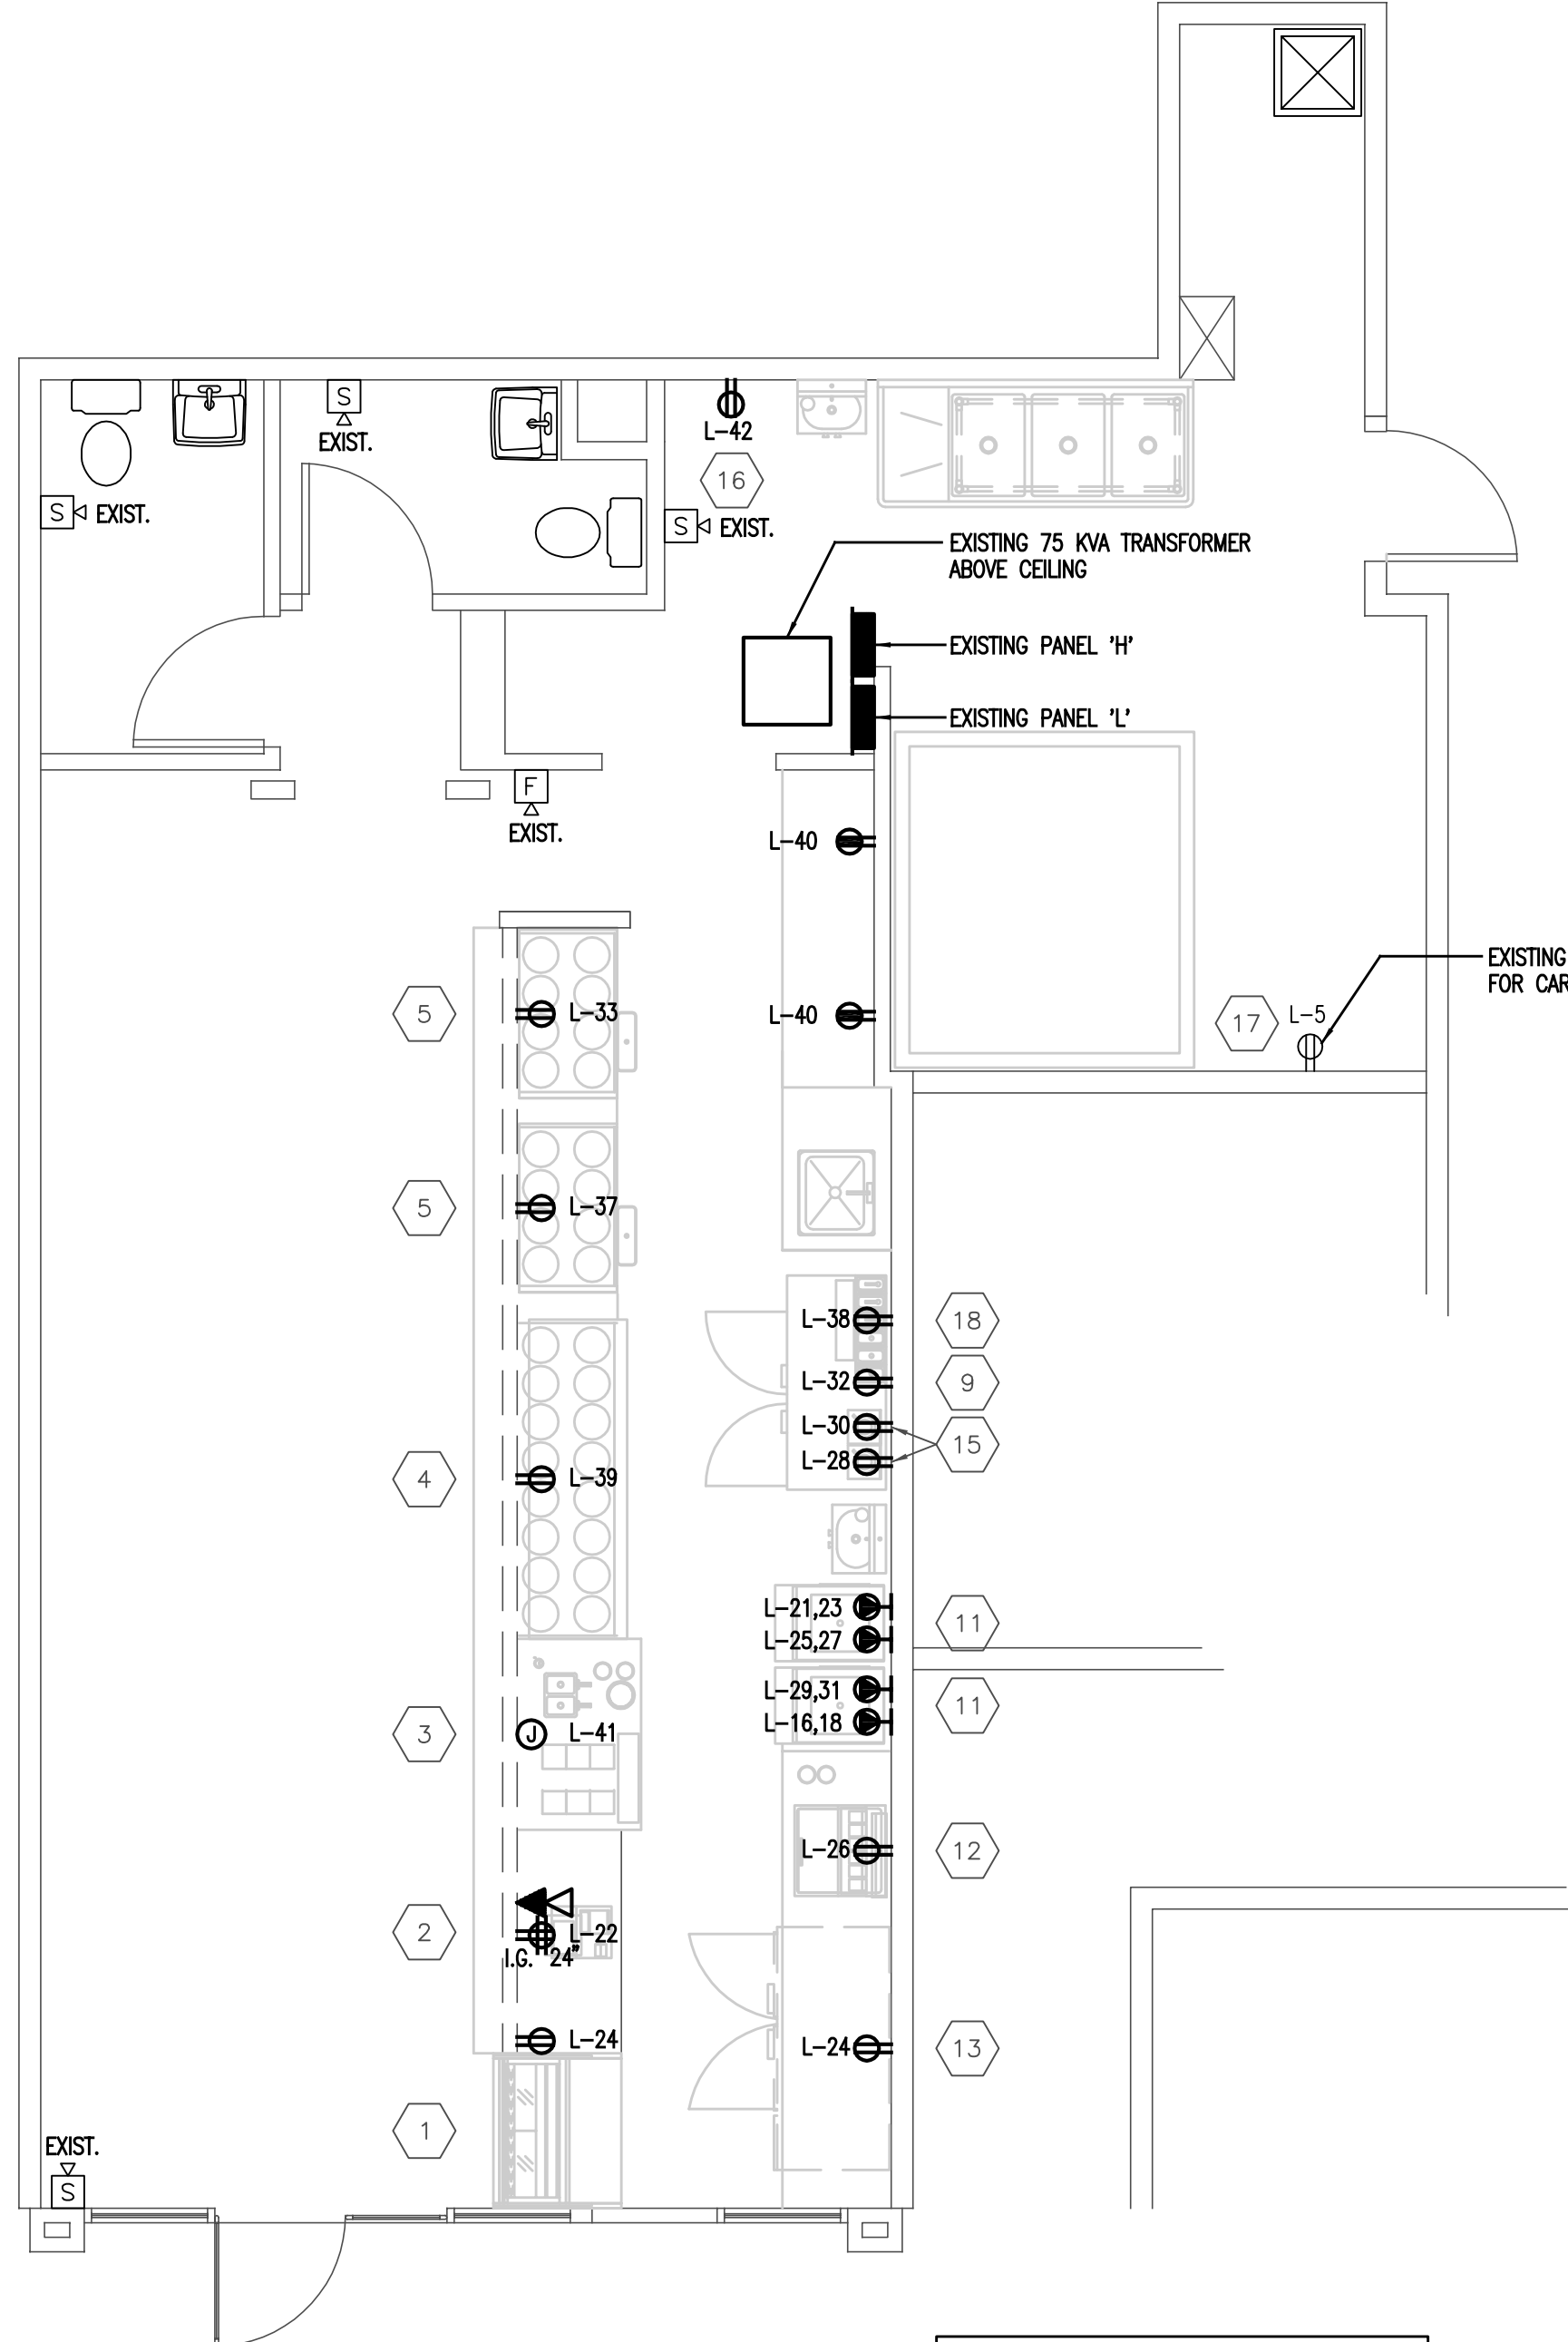 S
EXIST.
L-42
16
S
EXIST.
S
EXIST.
EXISTING 75 KVA TRANSFORMER
ABOVE CEILING
EXISTING PANEL 'H'
EXISTING PANEL 'L'
F
EXIST.
L-40
EXISTING
5
L-33
L-40
17
L-5
5
L-37
L-38
18
L-32
9
L-30
15
L-28
4
L-39
L-21,23
11
L-25,27
L-29,31
11
L-16,18
3
J
L-41
L-26
12
2
L-22
I.G. 24"
L-24
L-24
13
1
EXIST.
S